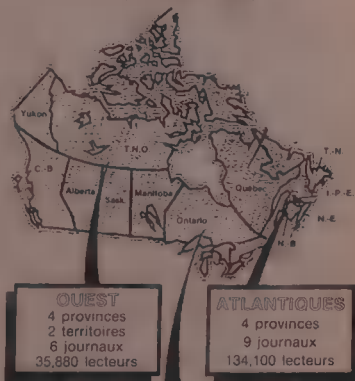 Yukon
T.N.O
C.-B
Alberta
Sask.
Manitoba
Ontario
Québec
T.-N.
I.-P.-E.
N.-É.
N.-B
OUEST
4 provinces
2 territoires
6 journaux
35,880 lecteurs
ATLANTIQUES
4 provinces
9 journaux
134,100 lecteurs